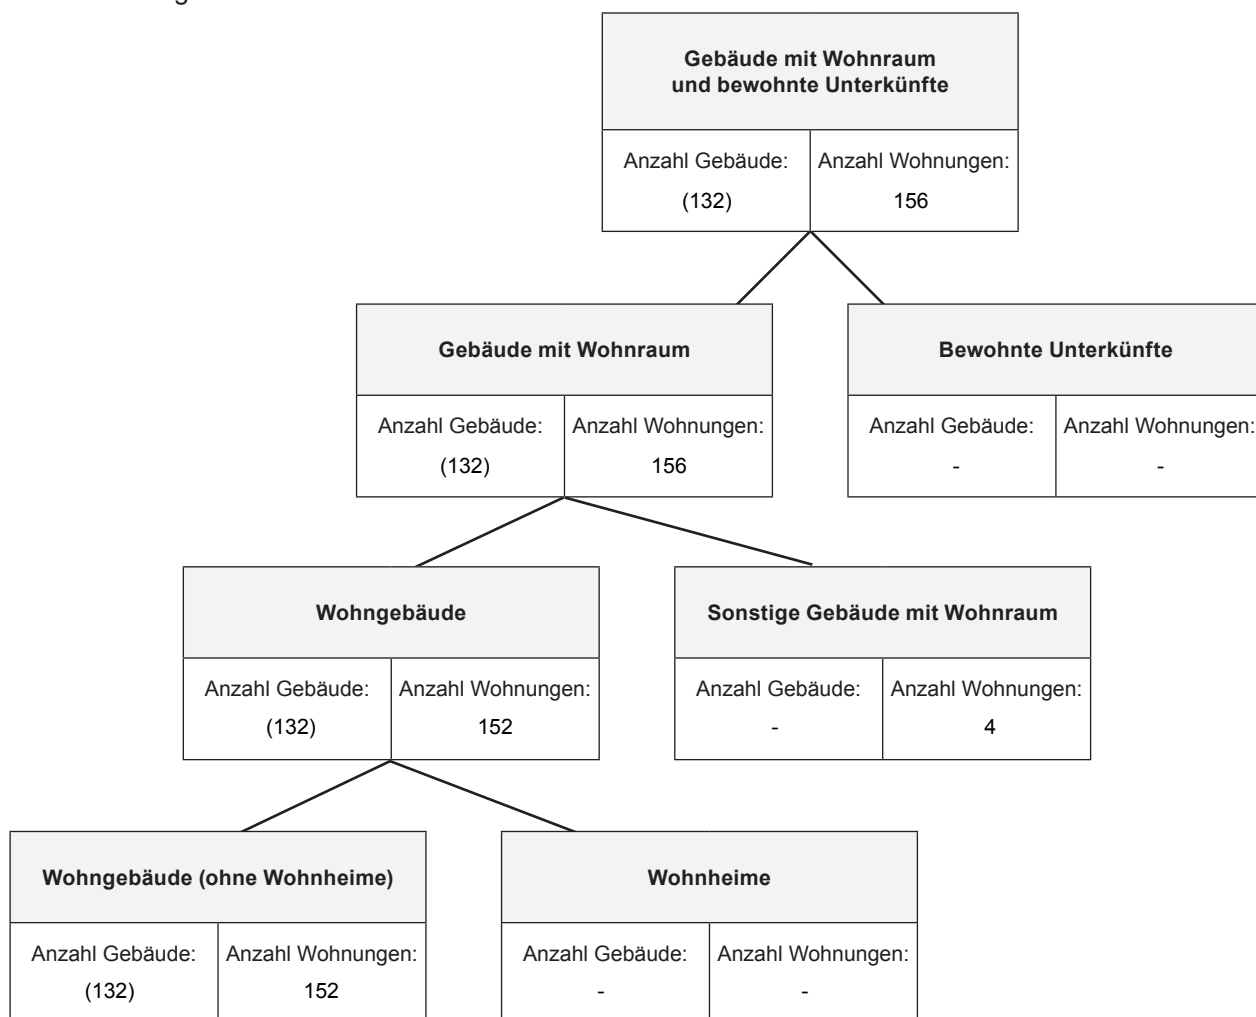 Gebäude mit Wohnraum
und bewohnte Unterkünfte
Anzahl Gebäude: Anzahl Wohnungen:
(132) 156
Gebäude mit Wohnraum
Bewohnte Unterkünfte
Anzahl Gebäude: Anzahl Wohnungen:
(132) 156
Anzahl Gebäude: Anzahl Wohnungen:
- -
Wohngebäude
Sonstige Gebäude mit Wohnraum
Anzahl Gebäude: Anzahl Wohnungen:
(132) 152
Anzahl Gebäude: Anzahl Wohnungen:
- 4
Wohngebäude (ohne Wohnheime)
Wohnheime
Anzahl Gebäude: Anzahl Wohnungen:
(132) 152
Anzahl Gebäude: Anzahl Wohnungen:
- -